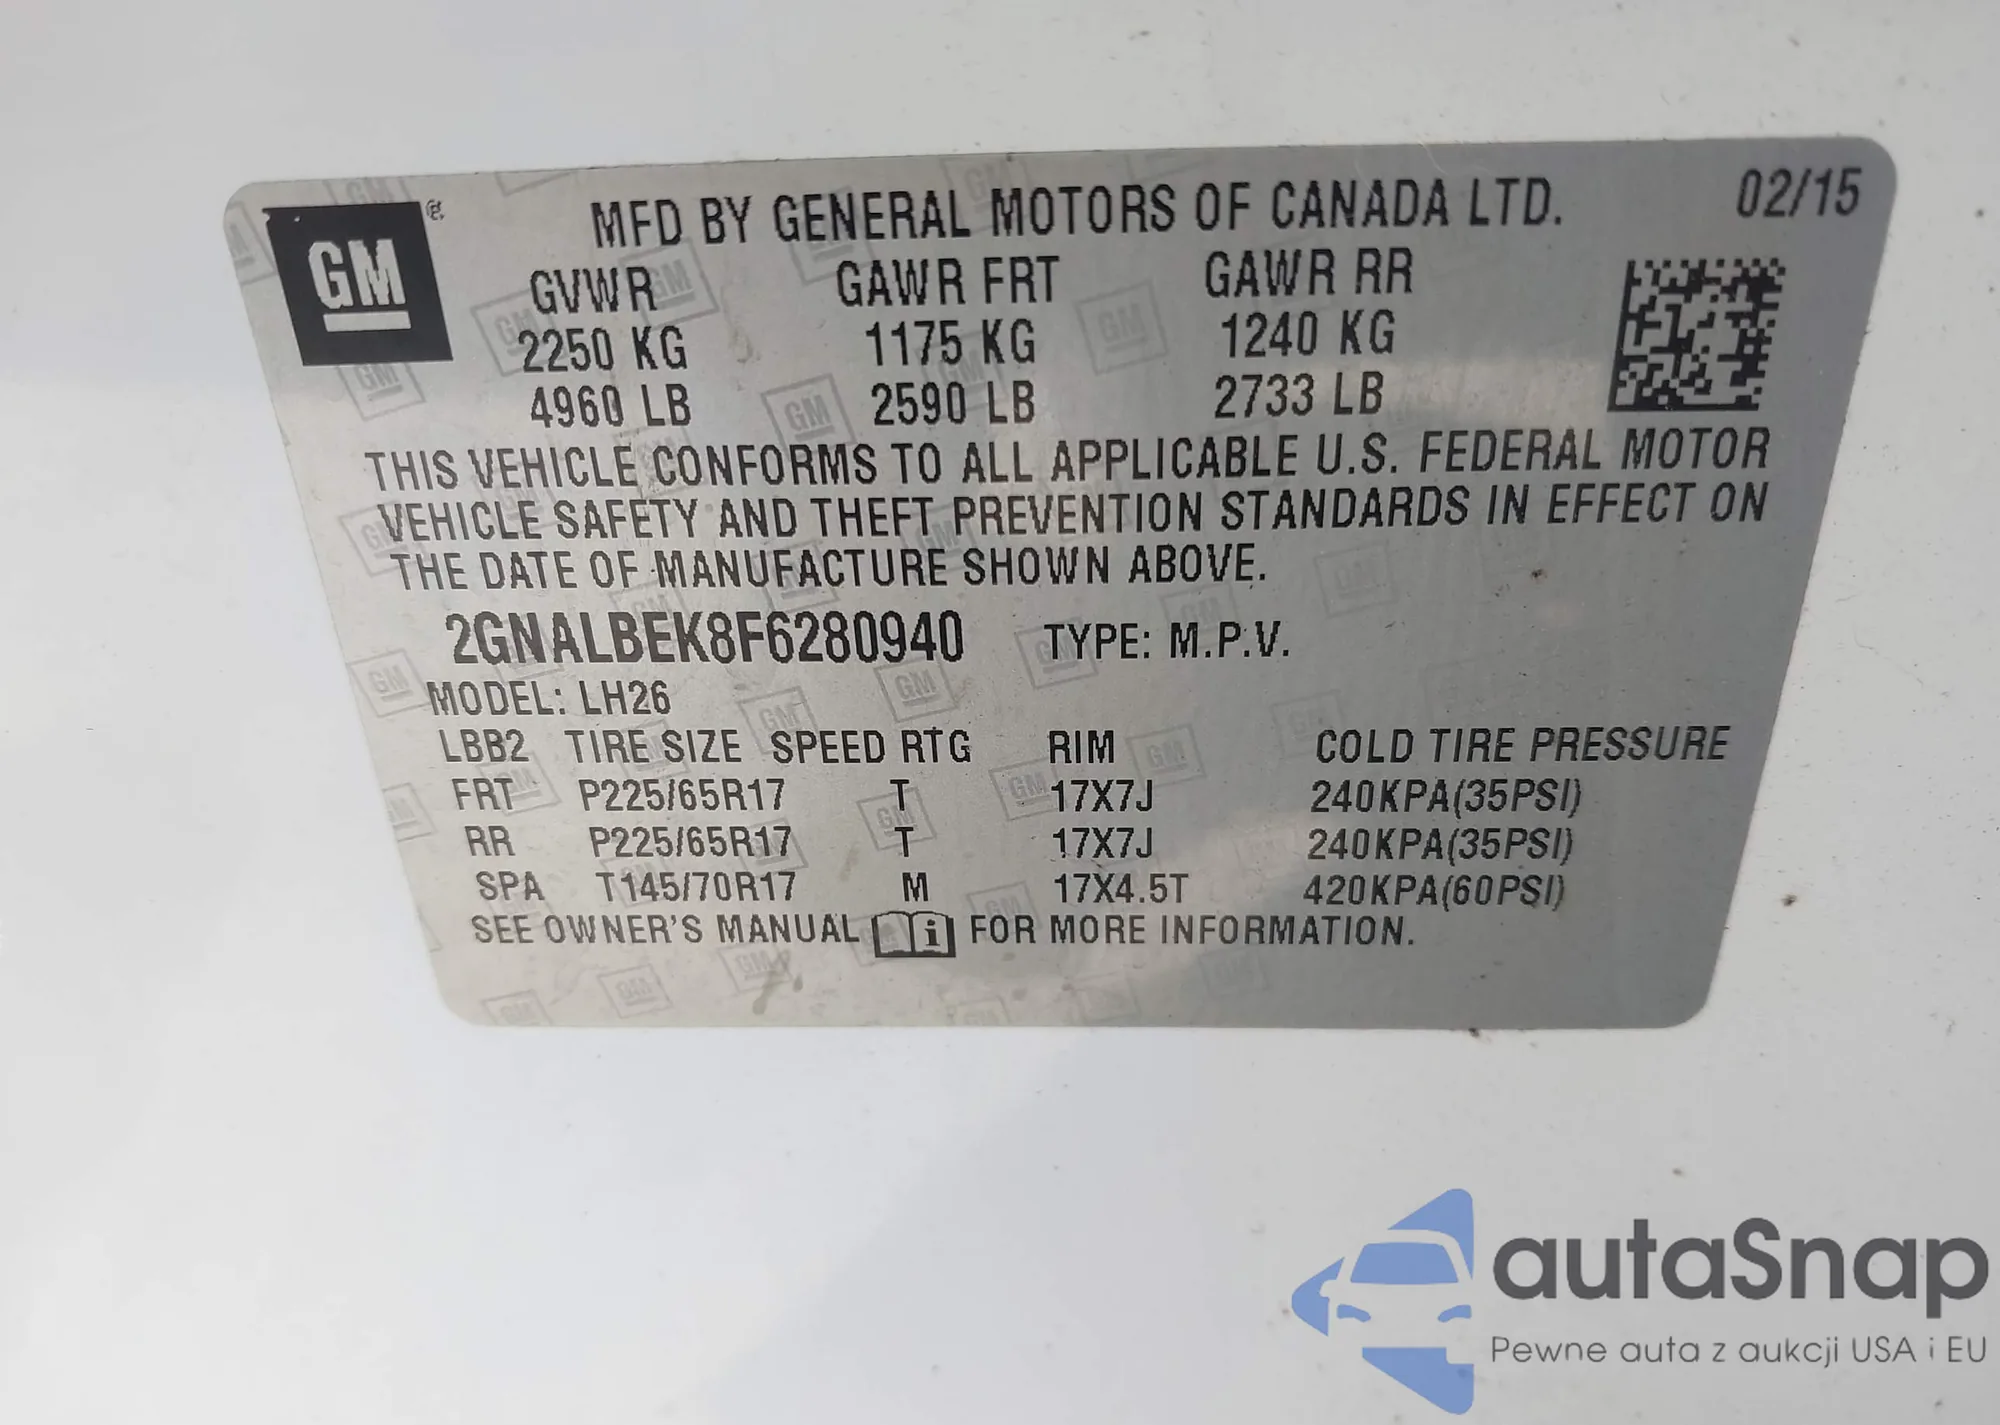 GM
®
MFD BY GENERAL MOTORS OF CANADA LTD. 02/15
GVWR GAWR FRT GAWR RR
2250 KG 1175 KG 1240 KG
4960 LB 2590 LB 2733 LB
THIS VEHICLE CONFORMS TO ALL APPLICABLE U.S. FEDERAL MOTOR
VEHICLE SAFETY AND THEFT PREVENTION STANDARDS IN EFFECT ON
THE DATE OF MANUFACTURE SHOWN ABOVE.
2GNALBEK8F6280940 TYPE: M.P.V.
MODEL: LH26
LBB2 TIRE SIZE SPEED RTG RIM COLD TIRE PRESSURE
FRT P225/65R17 T 17X7J 240KPA(35PSI)
RR P225/65R17 T 17X7J 240KPA(35PSI)
SPA T145/70R17 M 17X4.5T 420KPA(60PSI)
SEE OWNER'S MANUAL i FOR MORE INFORMATION.
autaSnap
Pewne auta z aukcji USA i EU